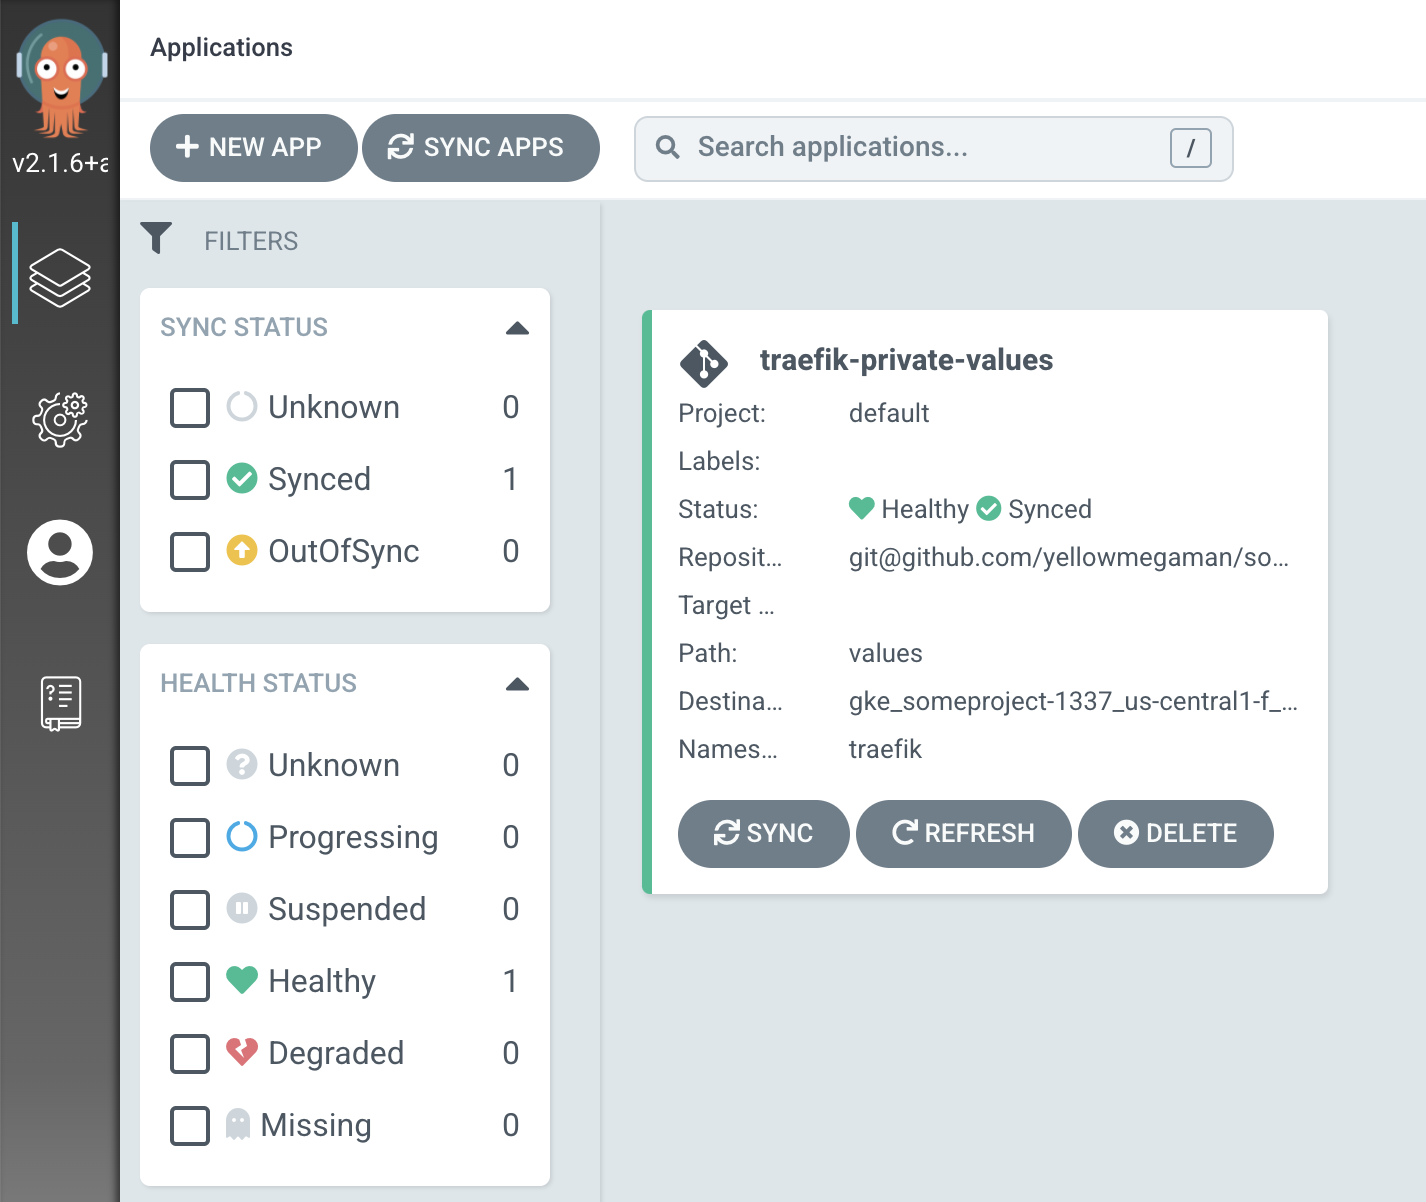 v2.1.6+a
Applications
NEW APP
SYNC APPS
Search applications...
/
FILTERS
SYNC STATUS
Unknown 0
Synced 1
OutOfSync 0
HEALTH STATUS
Unknown 0
Progressing 0
Suspended 0
Healthy 1
Degraded 0
Missing 0
traefik-private-values
Project: default
Labels:
Status: Healthy Synced
Reposit... git@github.com/yellowmegaman/so...
Target ...
Path: values
Destina... gke_someproject-1337_us-central1-f_...
Names... traefik
SYNC
REFRESH
DELETE